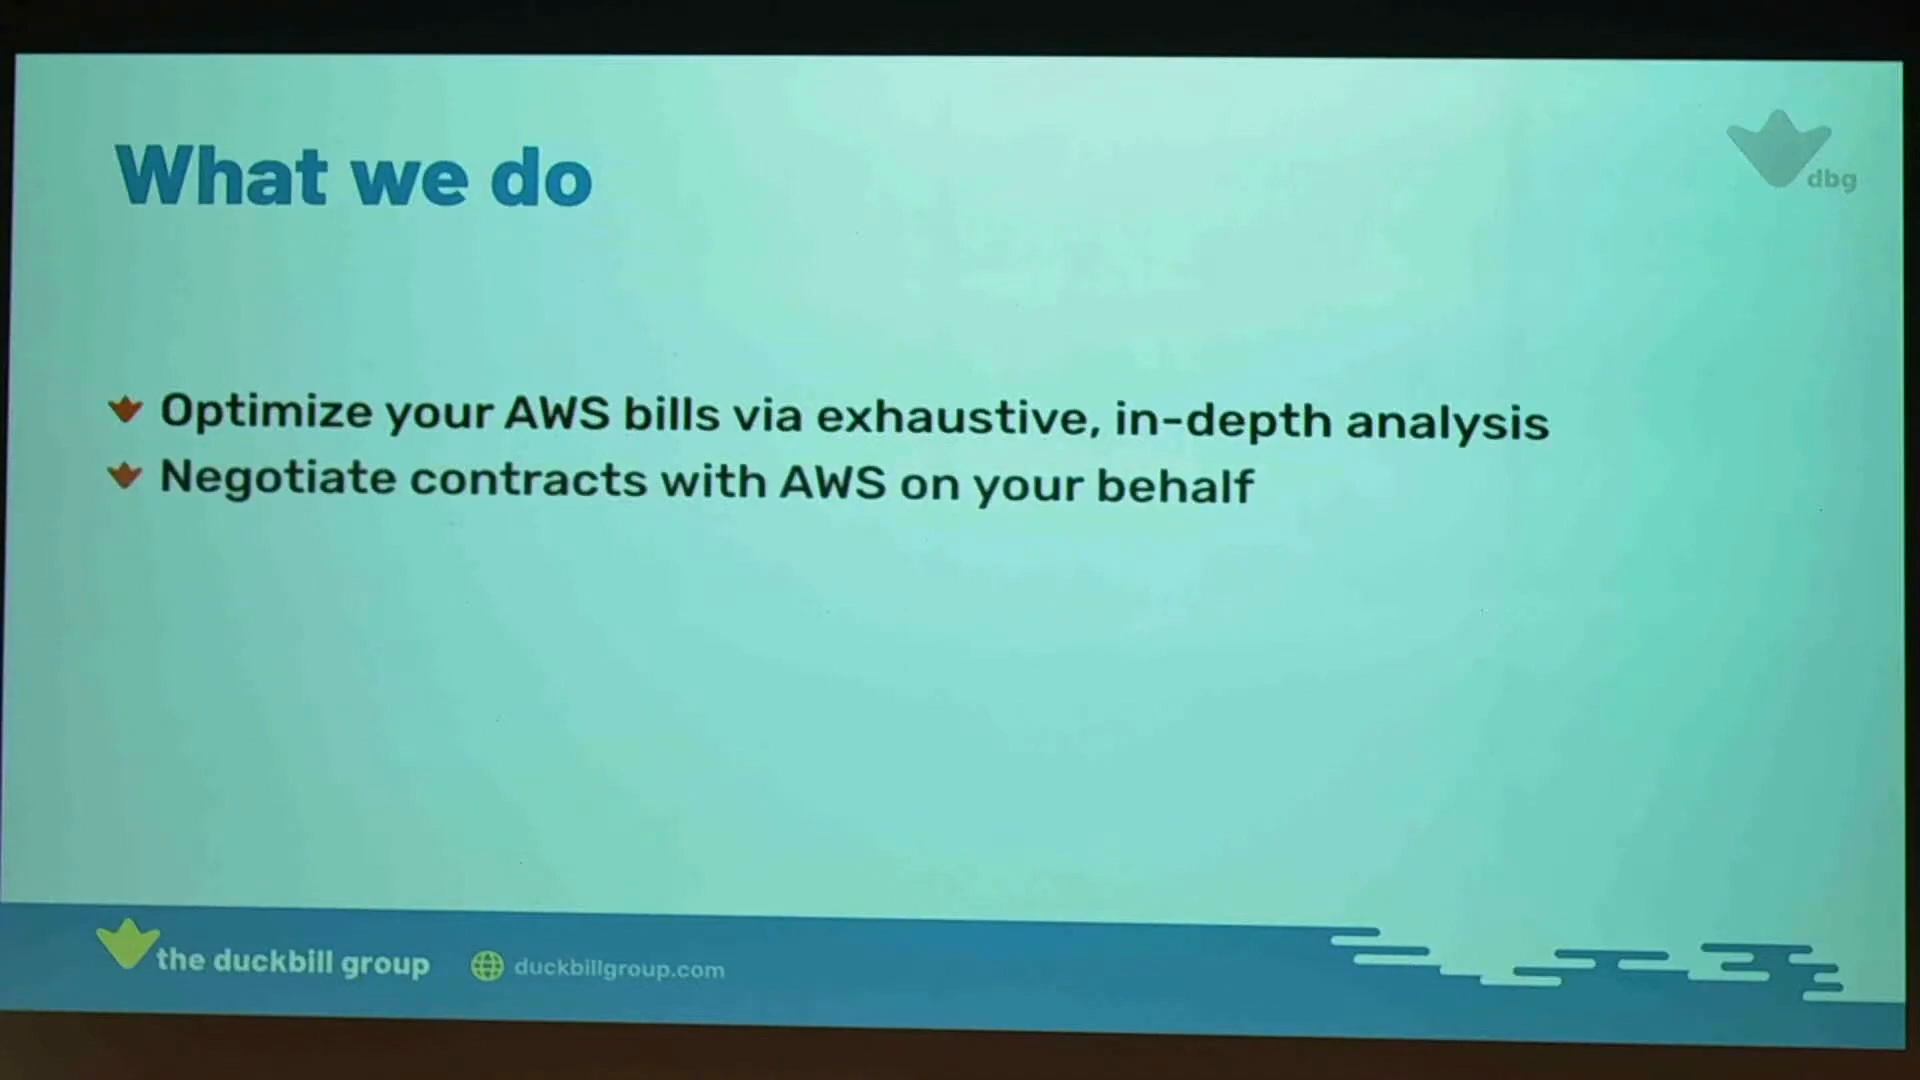 What we do
dbg
Optimize your AWS bills via exhaustive, in-depth analysis
Negotiate contracts with AWS on your behalf
the duckbill group
duckbillgroup.com